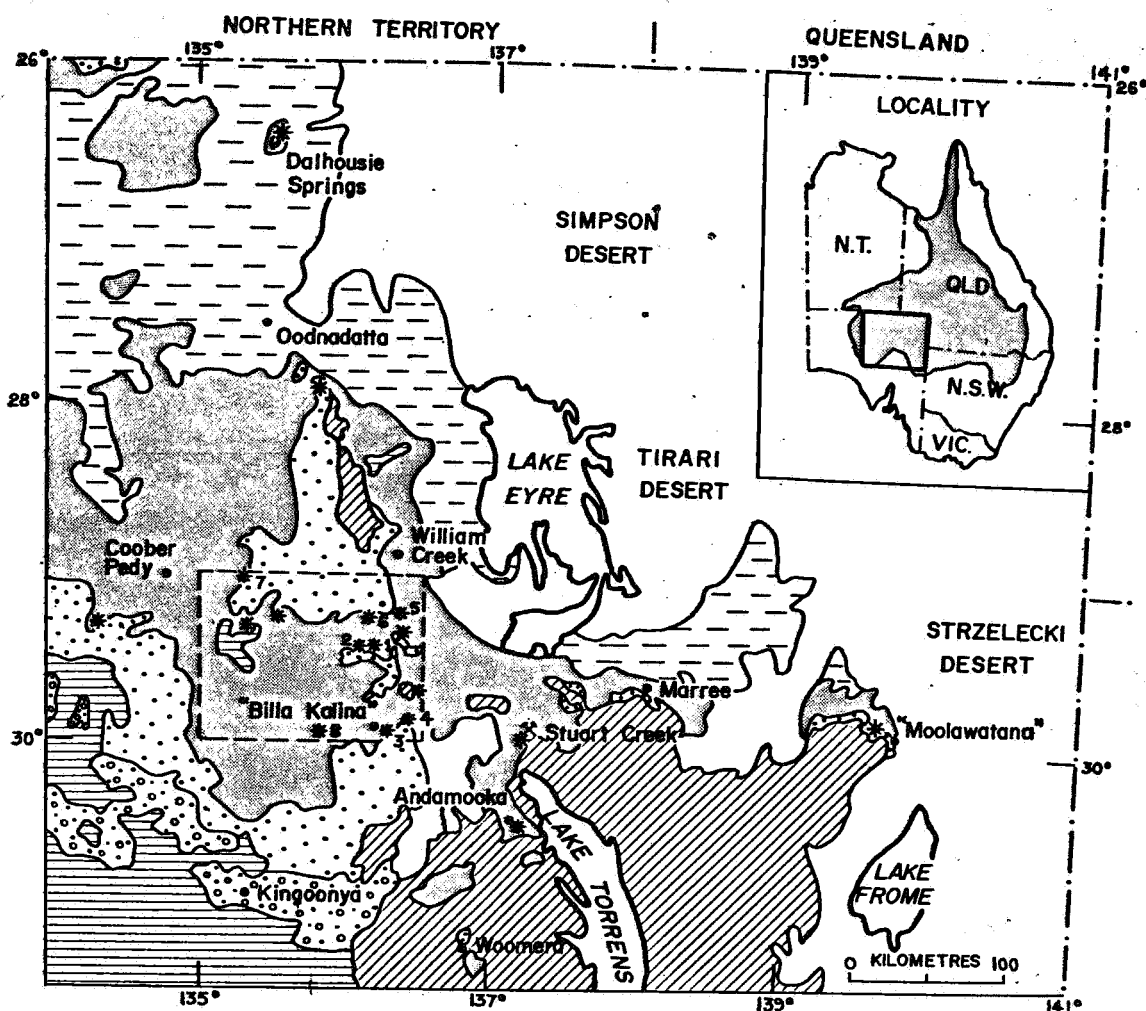 NORTHERN TERRITORY
QUEENSLAND
135°
137°
139°
141°
26°
26°
LOCALITY
N.T.
QLD
N.S.W.
VIC.
Dalhousie
Springs
SIMPSON
DESERT
Oodnadatta
28°
28°
LAKE
EYRE
TIRARI
DESERT
William
Creek
Coober
Pedy
7
5
6
2
1
STRZELECKI
DESERT
Marree
"Billa Kalina"
8
4
3
"Moolawatana"
Stuart Creek
30°
30°
Andamooka
LAKE
TORRENS
Kingoonya
LAKE
FROME
Woomera
0 KILOMETRES 100
135°
137°
139°
141°